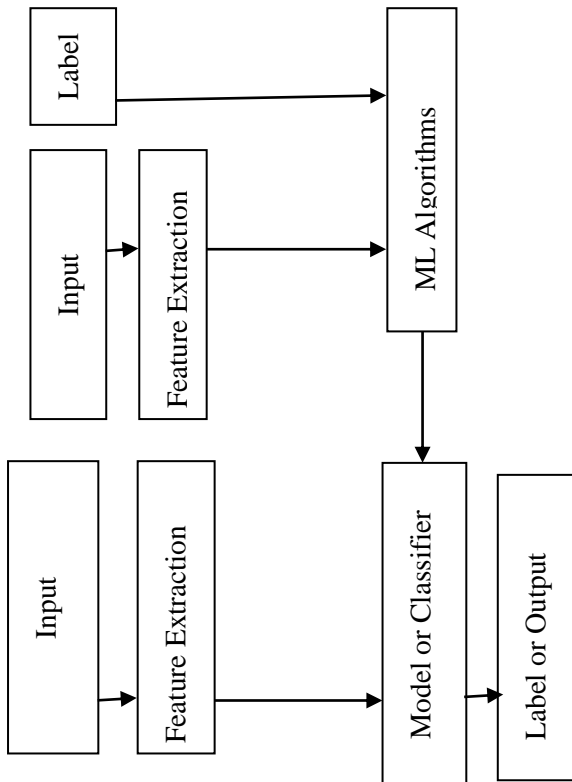 Label
Input
Feature Extraction
ML Algorithms
Input
Feature Extraction
Model or Classifier
Label or Output